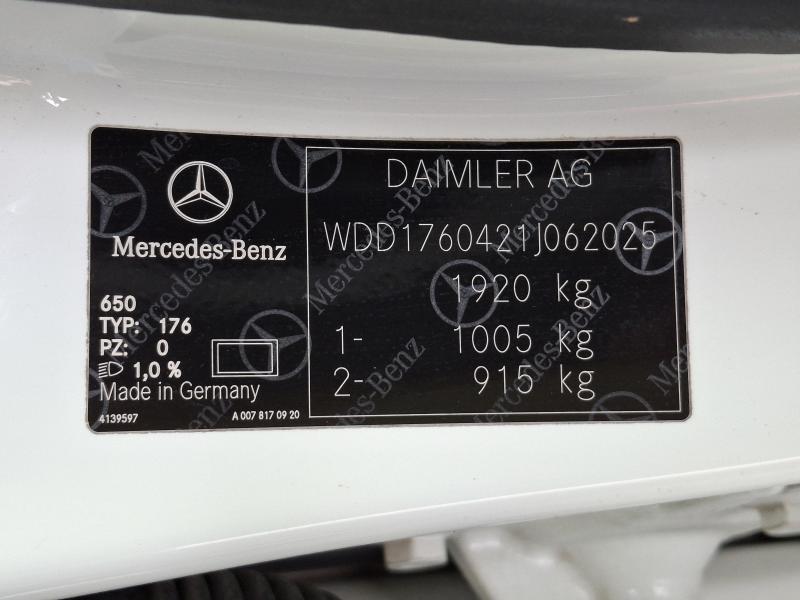 Mercedes-Benz
650
TYP: 176
PZ: 0
1,0 %
Made in Germany
4139597 A 007 817 09 20
DAIMLER AG
WDD1760421J062025
1920 kg
1- 1005 kg
2- 915 kg